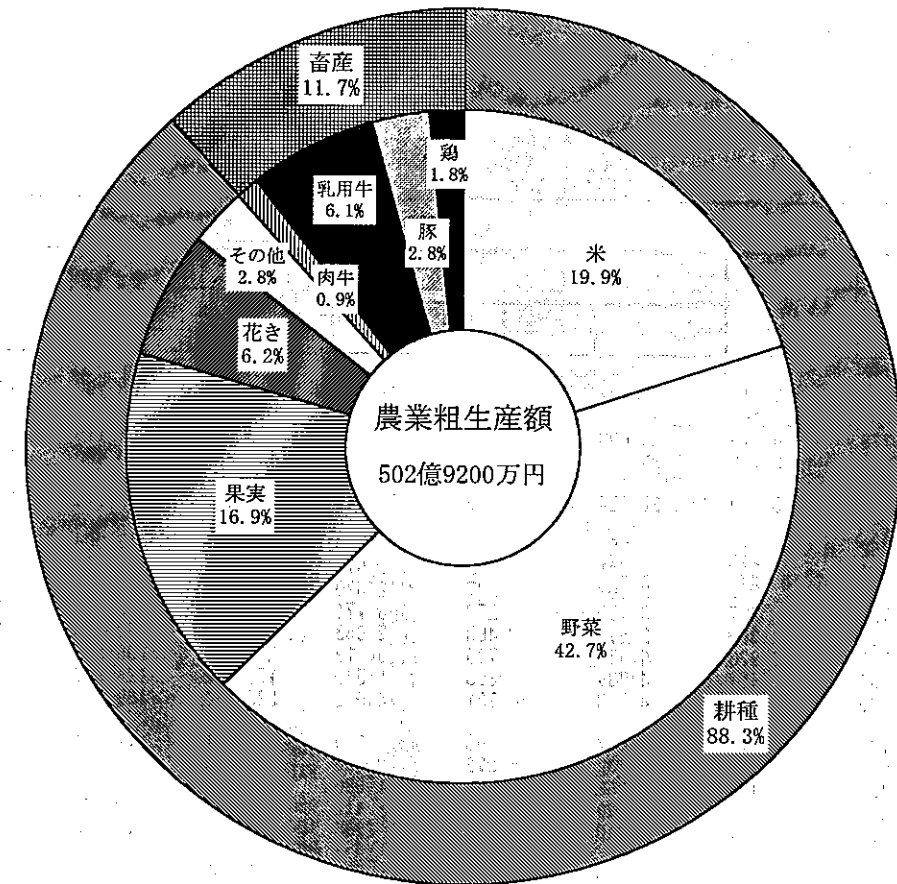 畜産
11.7%
鶏
1.8%
乳用牛
6.1%
豚
2.8%
米
19.9%
その他
2.8%
肉牛
0.9%
花き
6.2%
農業粗生産額
502億9200万円
果実
16.9%
野菜
42.7%
耕種
88.3%